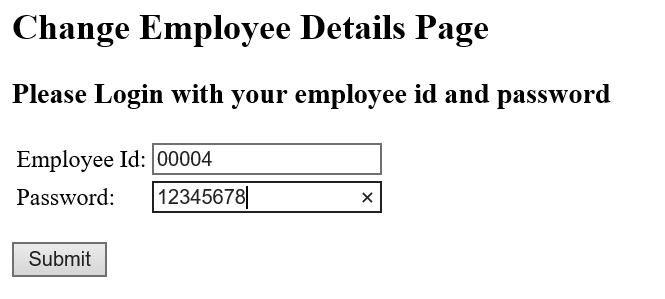 Change Employee Details Page
Please Login with your employee id and password
Employee Id: 00004
Password: 12345678
Submit